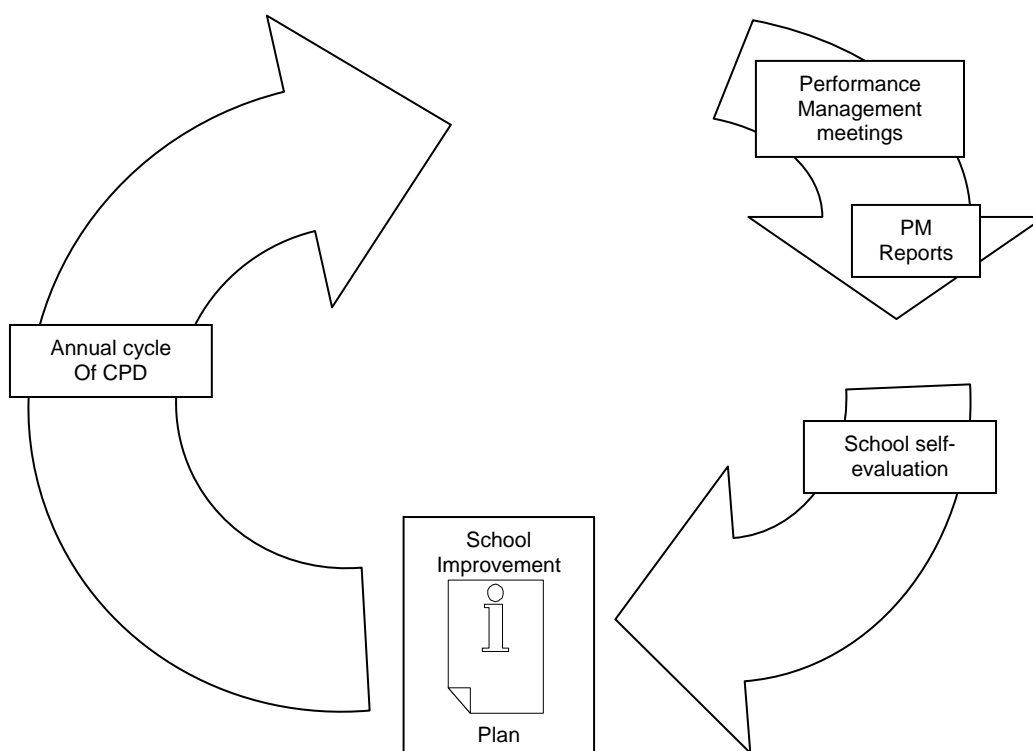 Performance
Management
meetings
PM
Reports
Annual cycle
Of CPD
School self-
evaluation
School
Improvement
i
Plan